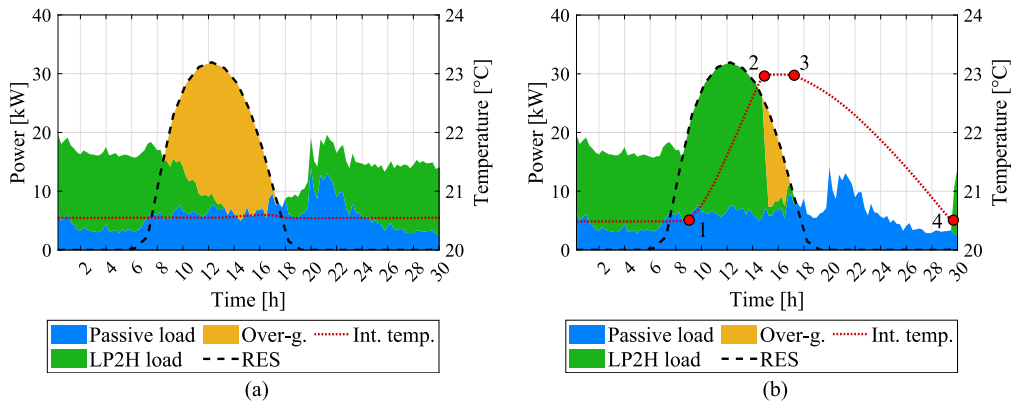 40
30
20
10
0
Power [kW]
24
23
22
21
20
Temperature [°C]
2 4 6 8 10 12 14 16 18 20 22 24 26 28 30
Time [h]
Passive load Over-g. Int. temp.
LP2H load RES
(a)
40
30
20
10
0
Power [kW]
24
23
22
21
20
Temperature [°C]
1
2
3
4
2 4 6 8 10 12 14 16 18 20 22 24 26 28 30
Time [h]
Passive load Over-g. Int. temp.
LP2H load RES
(b)